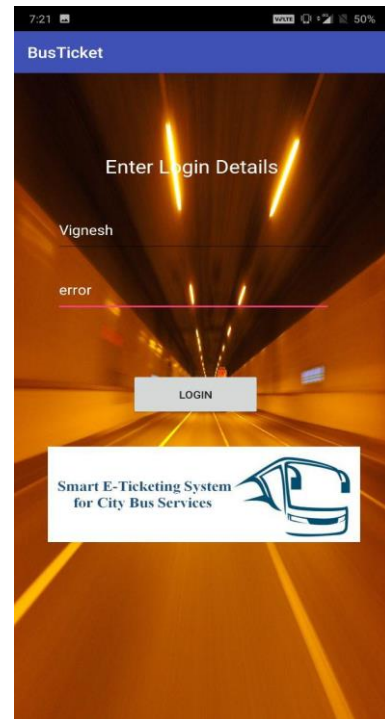 7:21 50%
BusTicket
Enter Login Details
Vignesh
error
LOGIN
Smart E-Ticketing System
for City Bus Services